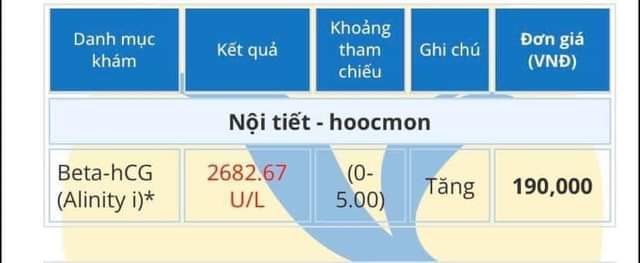 Danh mục khám
Kết quả
Khoảng tham chiếu
Ghi chú
Đơn giá (VNĐ)
Nội tiết - hoocmon
Beta-hCG (Alinity i)*
2682.67 U/L
(0-5.00)
Tăng
190,000